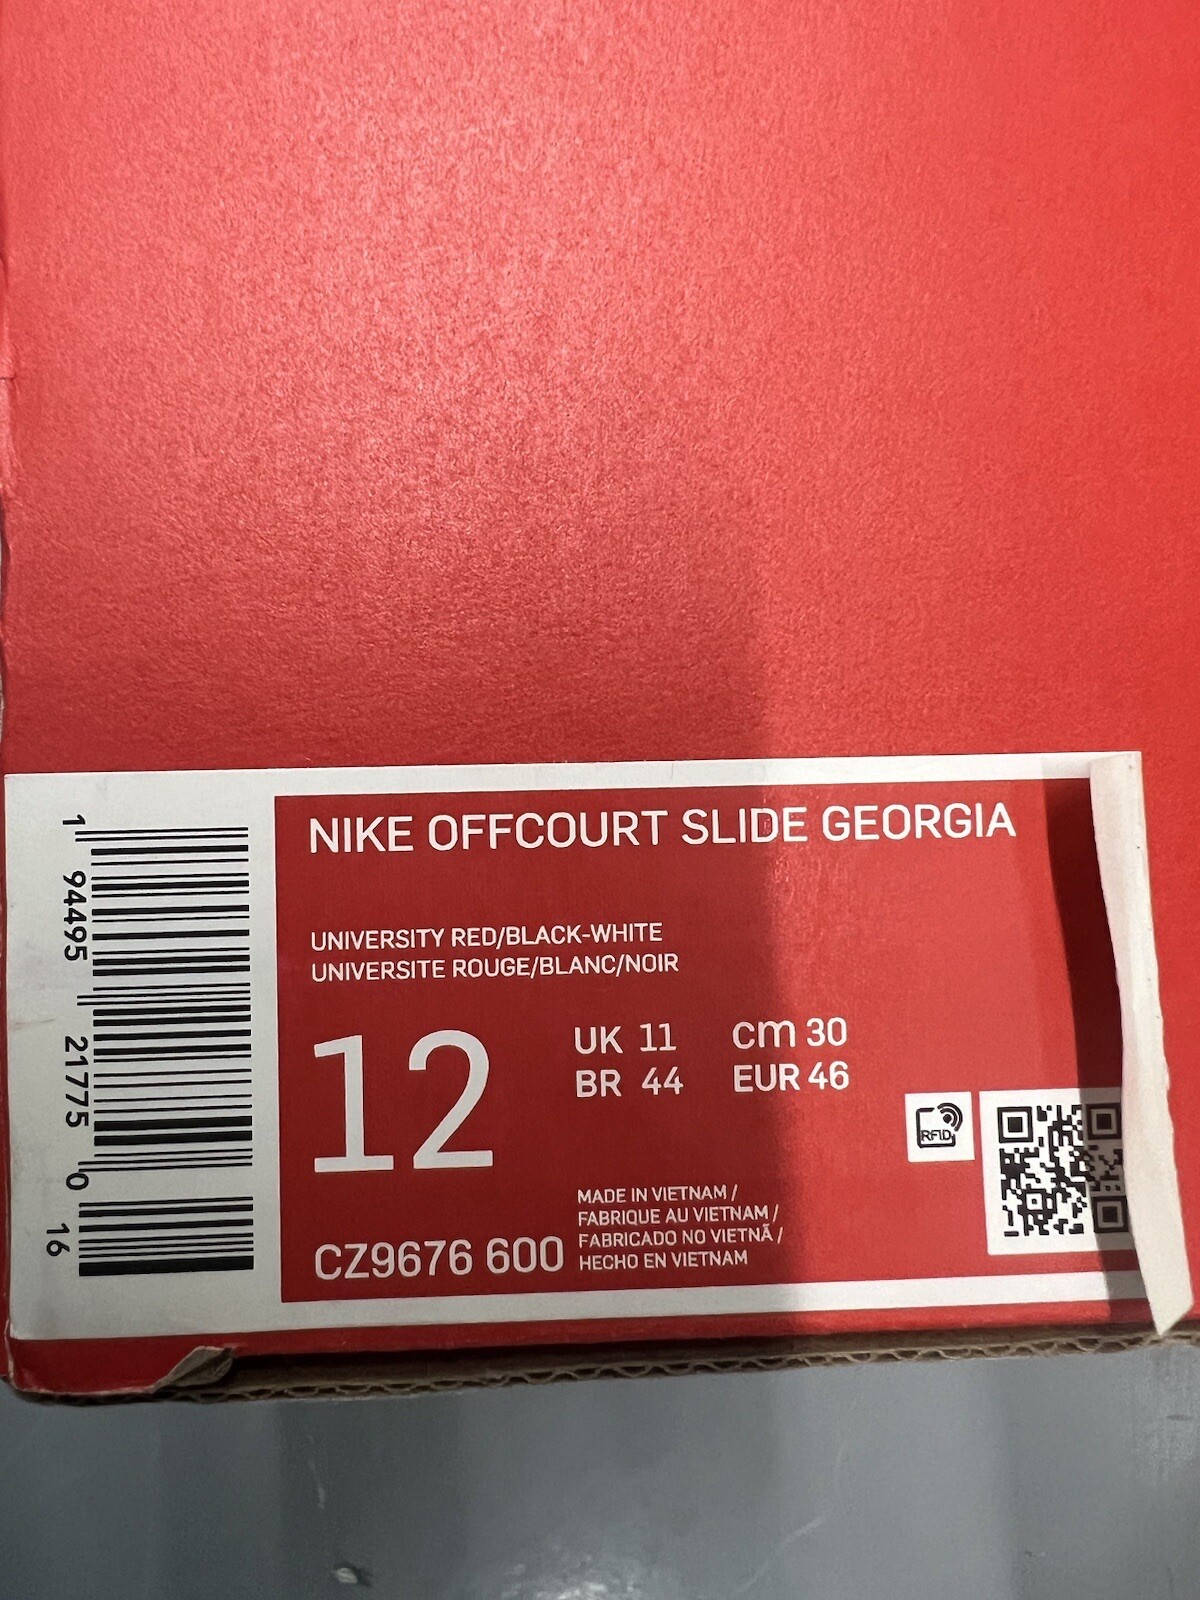 NIKE OFFCOURT SLIDE GEORGIA
UNIVERSITY RED/BLACK-WHITE
UNIVERSITE ROUGE/BLANC/NOIR
12
UK 11
cm 30
BR 44
EUR 46
RFID
MADE IN VIETNAM /
FABRIQUE AU VIETNAM /
FABRICADO NO VIETNÃ /
HECHO EN VIETNAM
CZ9676 600
1 94495 21775 0
16